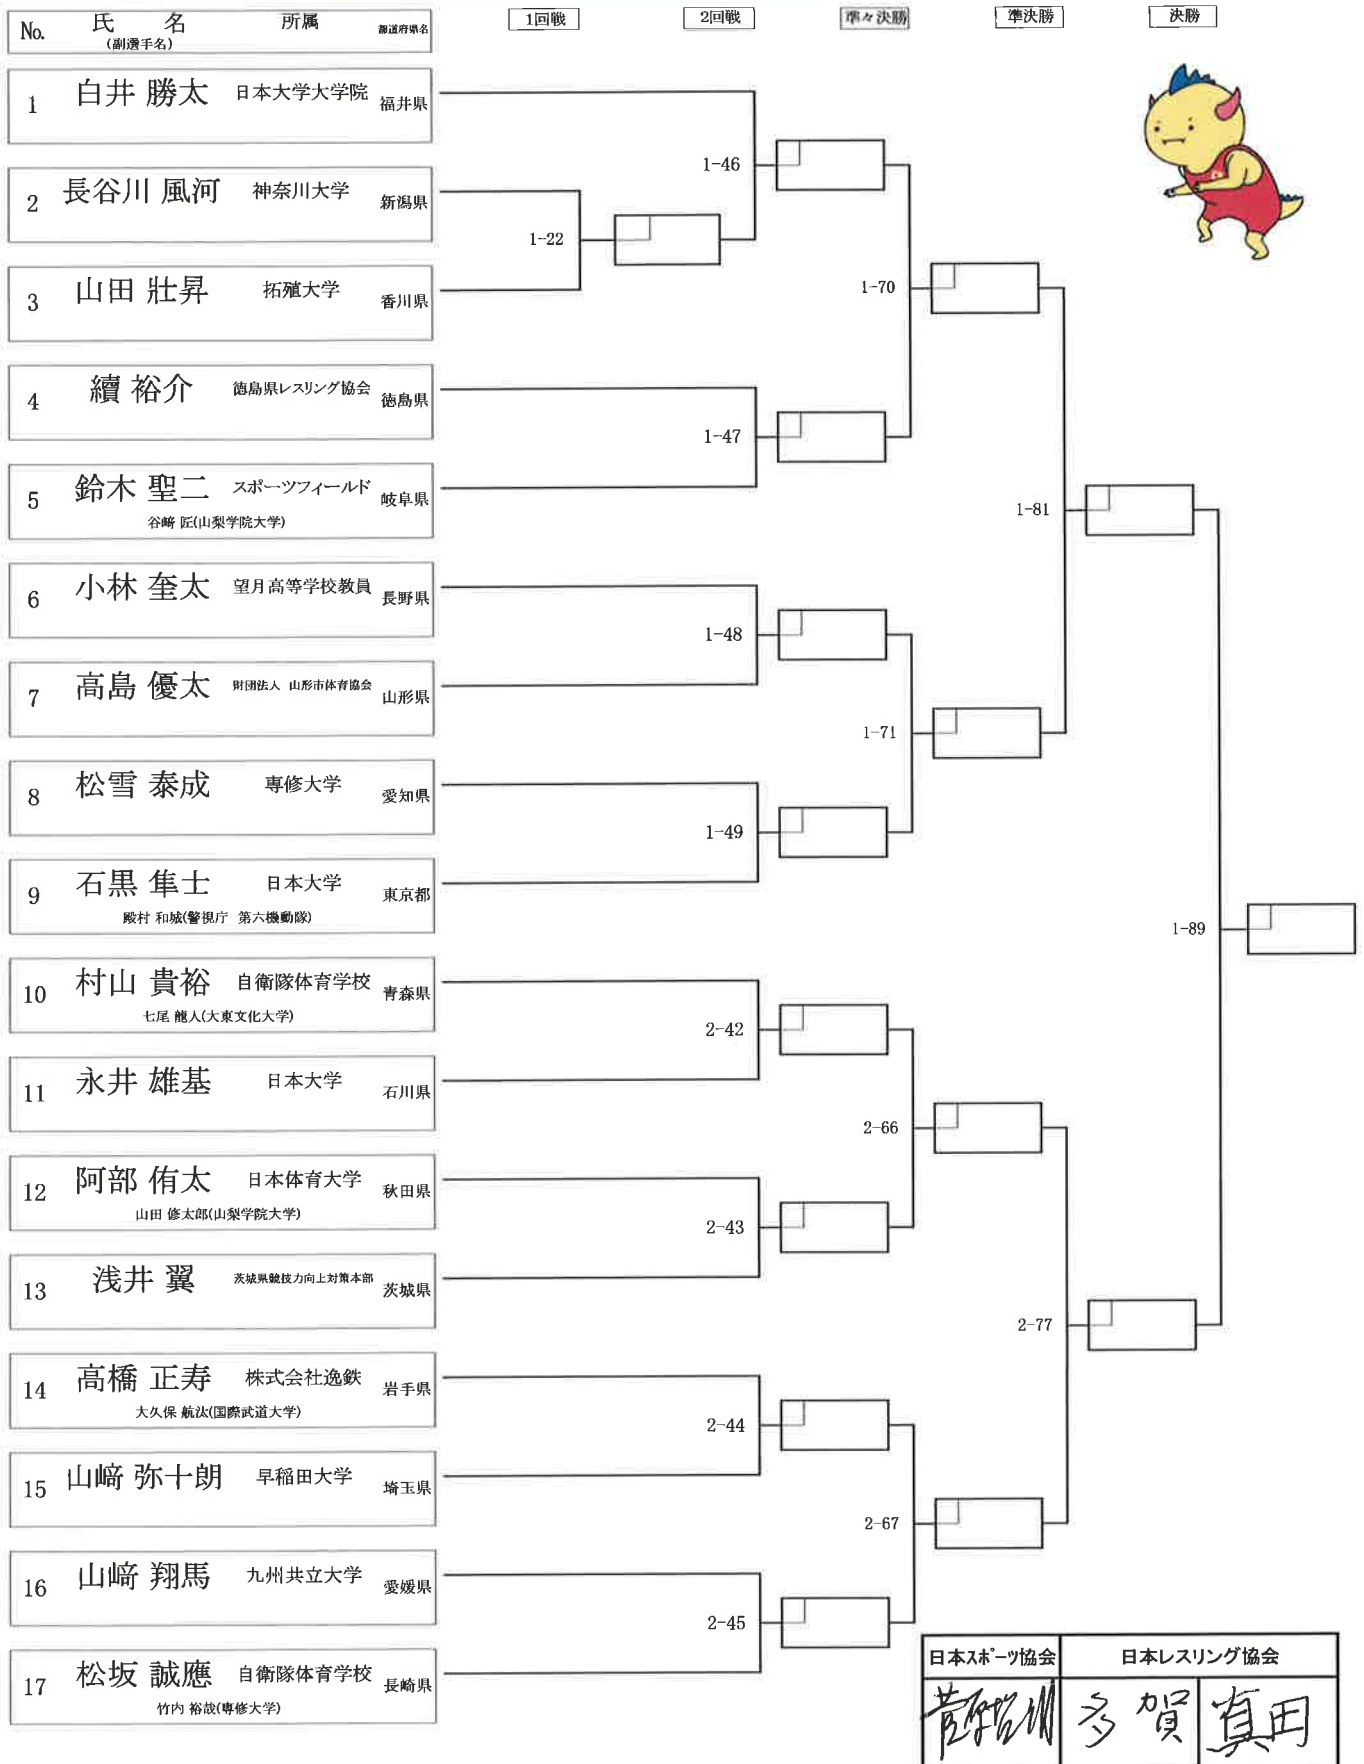 No. 氏 名 所属 都道府県名
(副選手名)
1回戦 2回戦 準々決勝 準決勝 決勝
1 白井 勝太 日本大学大学院 福井県
1-46
2 長谷川 風河 神奈川大学 新潟県
1-22
3 山田 壯昇 拓殖大学 香川県
1-70
4 續 裕介 徳島県レスリング協会 徳島県
1-47
5 鈴木 聖二 スポーツフィールド 岐阜県
谷﨑 匠(山梨学院大学)
1-81
6 小林 奎太 望月高等学校教員 長野県
1-48
7 高島 優太 財団法人 山形市体育協会 山形県
1-71
8 松雪 泰成 専修大学 愛知県
1-49
9 石黒 隼士 日本大学 東京都
殿村 和城(警視庁 第六機動隊)
1-89
10 村山 貴裕 自衛隊体育学校 青森県
七尾 龍人(大東文化大学)
2-42
11 永井 雄基 日本大学 石川県
2-66
12 阿部 侑太 日本体育大学 秋田県
山田 修太郎(山梨学院大学)
2-43
13 浅井 翼 茨城県競技力向上対策本部 茨城県
2-77
14 高橋 正寿 株式会社逸鉄 岩手県
大久保 航汰(国際武道大学)
2-44
15 山﨑 弥十朗 早稲田大学 埼玉県
2-67
16 山﨑 翔馬 九州共立大学 愛媛県
2-45
17 松坂 誠應 自衛隊体育学校 長崎県
竹内 裕哉(専修大学)
日本スポーツ協会 日本レスリング協会
多賀 真田